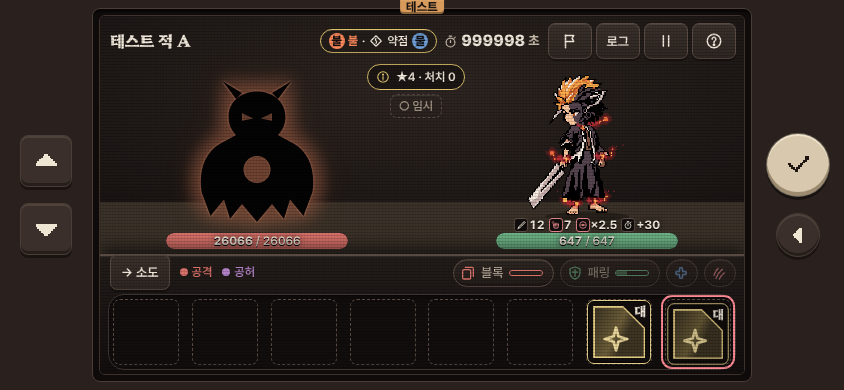 테스트
테스트 적 A
불 불 · 약점 물
999998 초
로그
★4 · 처치 0
임시
12 7 ×2.5 +30
26066 / 26066
647 / 647
→ 소도
공격
공허
블록
패링
대
대